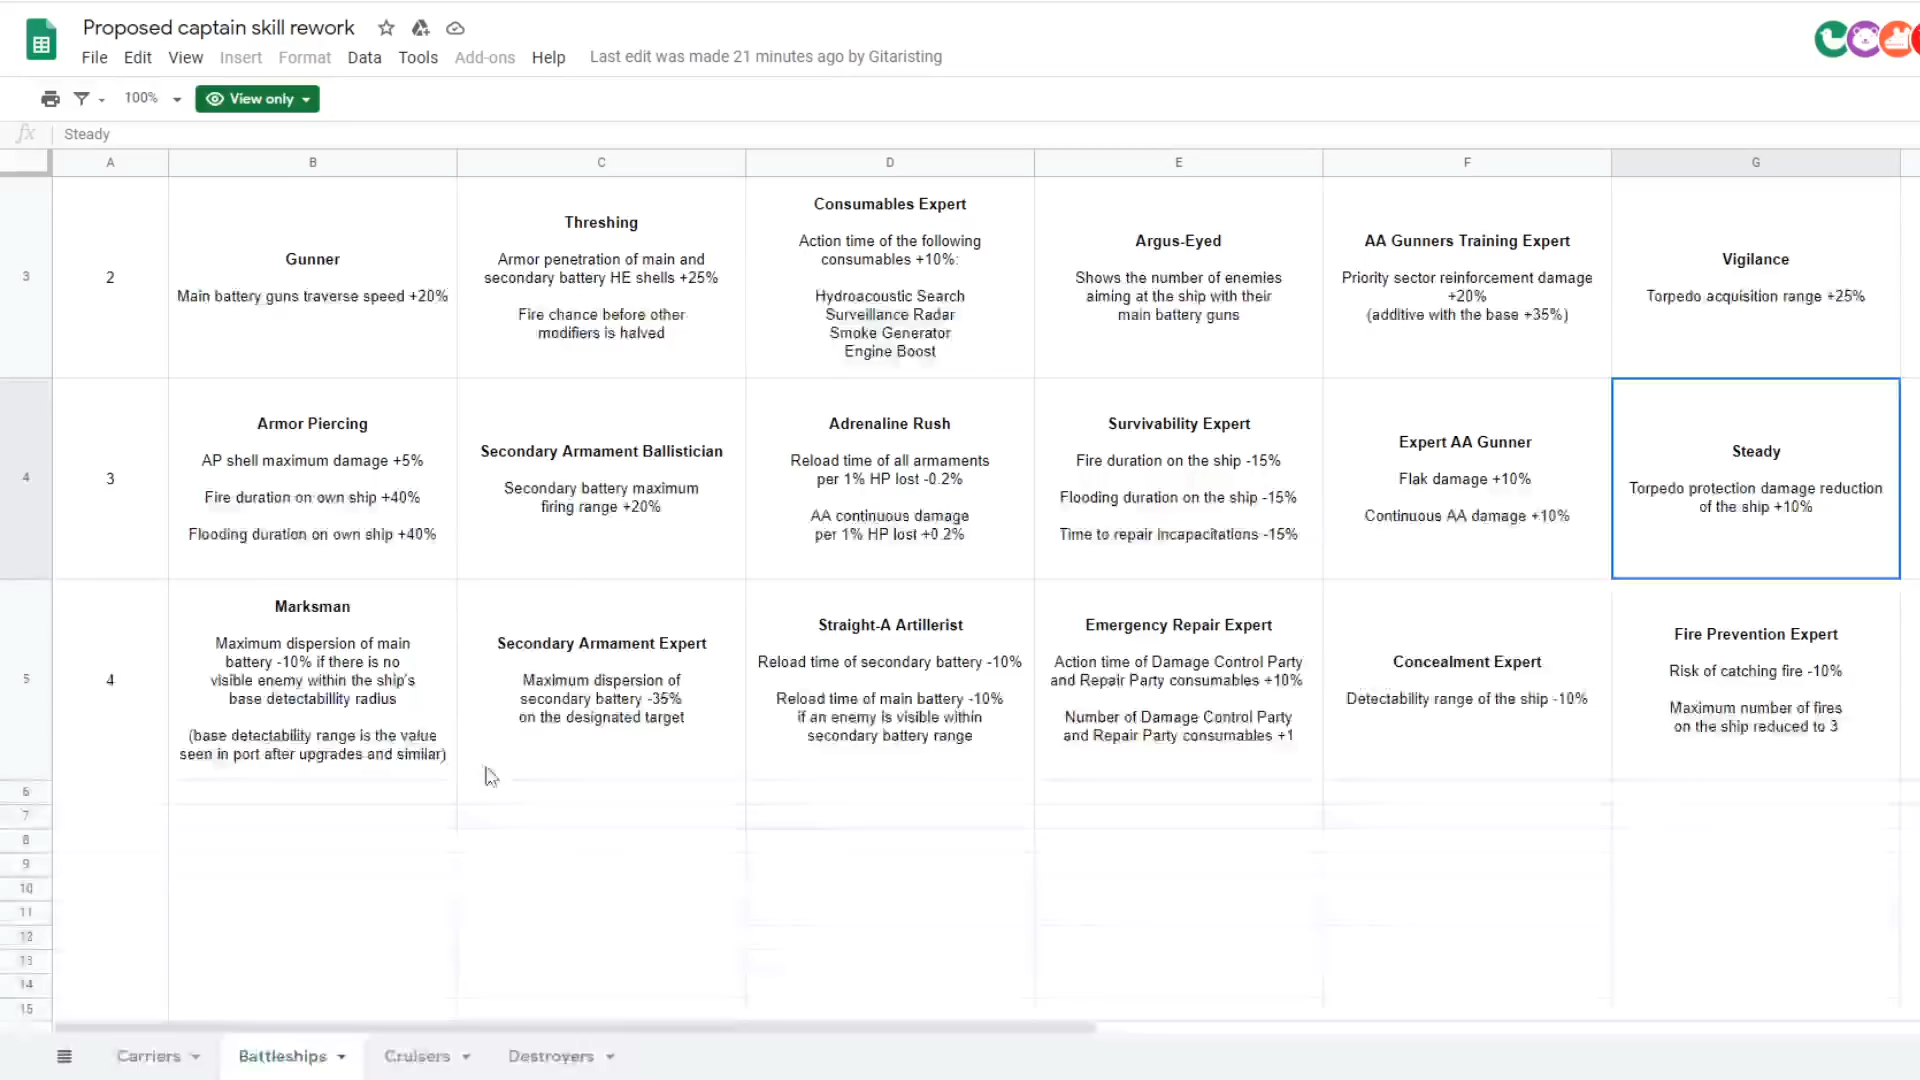 Proposed captain skill rework
File Edit View Insert Format Data Tools Add-ons Help Last edit was made 21 minutes ago by Gitaristing
100% View only
fx Steady
A B C D E F G
3
2
Gunner
Main battery guns traverse speed +20%
Threshing
Armor penetration of main and
secondary battery HE shells +25%
Fire chance before other
modifiers is halved
Consumables Expert
Action time of the following
consumables +10%:
Hydroacoustic Search
Surveillance Radar
Smoke Generator
Engine Boost
Argus-Eyed
Shows the number of enemies
aiming at the ship with their
main battery guns
AA Gunners Training Expert
Priority sector reinforcement damage
+20%
(additive with the base +35%)
Vigilance
Torpedo acquisition range +25%
4
3
Armor Piercing
AP shell maximum damage +5%
Fire duration on own ship +40%
Flooding duration on own ship +40%
Secondary Armament Ballistician
Secondary battery maximum
firing range +20%
Adrenaline Rush
Reload time of all armaments
per 1% HP lost -0.2%
AA continuous damage
per 1% HP lost +0.2%
Survivability Expert
Fire duration on the ship -15%
Flooding duration on the ship -15%
Time to repair Incapacitations -15%
Expert AA Gunner
Flak damage +10%
Continuous AA damage +10%
Steady
Torpedo protection damage reduction
of the ship +10%
5
4
Marksman
Maximum dispersion of main
battery -10% if there is no
visible enemy within the ship's
base detectabillity radius
(base detectability range is the value
seen in port after upgrades and similar)
Secondary Armament Expert
Maximum dispersion of
secondary battery -35%
on the designated target
Straight-A Artillerist
Reload time of secondary battery -10%
Reload time of main battery -10%
if an enemy is visible within
secondary battery range
Emergency Repair Expert
Action time of Damage Control Party
and Repair Party consumables +10%
Number of Damage Control Party
and Repair Party consumables +1
Concealment Expert
Detectability range of the ship -10%
Fire Prevention Expert
Risk of catching fire -10%
Maximum number of fires
on the ship reduced to 3
6
7
8
9
10
11
12
13
14
15
Carriers Battleships Cruisers Destroyers